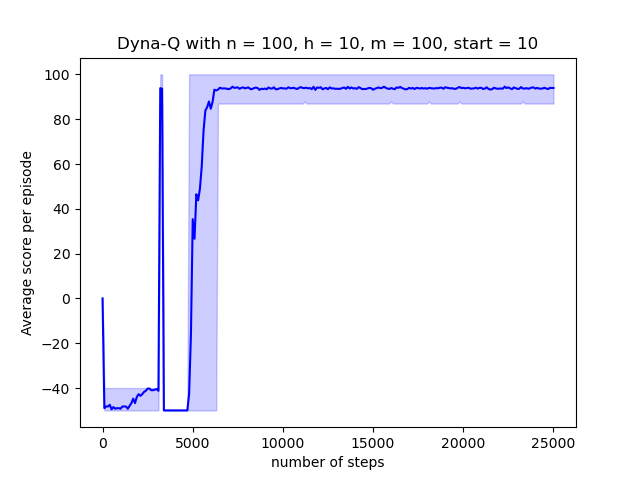 Dyna-Q with n = 100, h = 10, m = 100, start = 10
100
80
60
40
20
0
−20
−40
Average score per episode
0 5000 10000 15000 20000 25000
number of steps